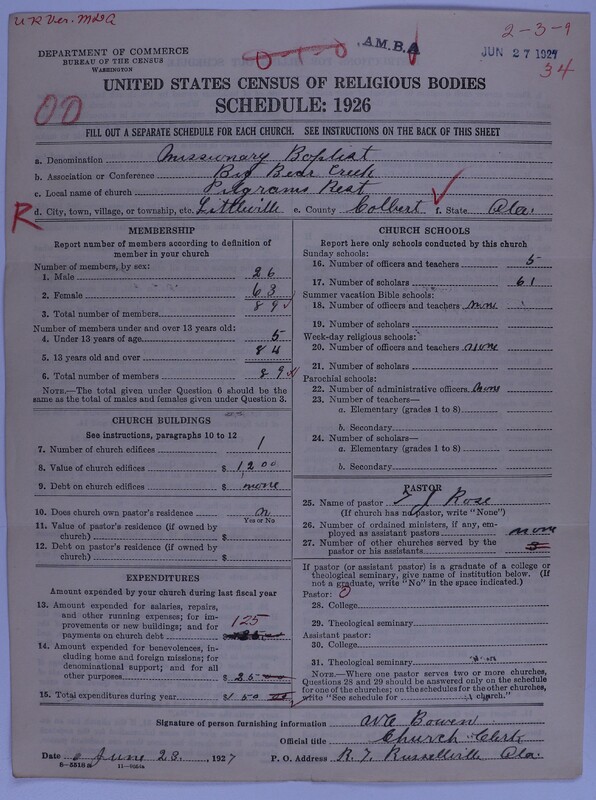 U R Ver. M&A
2-3-9
A.M.B.A
JUN 27 1927
34
DEPARTMENT OF COMMERCE
BUREAU OF THE CENSUS
WASHINGTON
UNITED STATES CENSUS OF RELIGIOUS BODIES
SCHEDULE: 1926
OO
FILL OUT A SEPARATE SCHEDULE FOR EACH CHURCH. SEE INSTRUCTIONS ON THE BACK OF THIS SHEET
a. Denomination Missionary Baptist
b. Association or Conference Big Bear Creek
c. Local name of church Pilgrams Rest
R d. City, town, village, or township, etc. Littleville e. County Colbert f. State Ala.
MEMBERSHIP
Report number of members according to definition of member in your church
Number of members, by sex:
1. Male 26
2. Female 63
3. Total number of members 89
Number of members under and over 13 years old:
4. Under 13 years of age 5
5. 13 years old and over 84
6. Total number of members 89
NOTE.—The total given under Question 6 should be the same as the total of males and females given under Question 3.
CHURCH BUILDINGS
See instructions, paragraphs 10 to 12
7. Number of church edifices 1
8. Value of church edifices $ 1200
9. Debt on church edifices $ none
10. Does church own pastor's residence no
Yes or No
11. Value of pastor's residence (if owned by church) $
12. Debt on pastor's residence (if owned by church) $
EXPENDITURES
Amount expended by your church during last fiscal year
13. Amount expended for salaries, repairs, and other running expenses; for improvements or new buildings; and for payments on church debt 125
14. Amount expended for benevolences, including home and foreign missions; for denominational support; and for all other purposes $ 25
15. Total expenditures during year $ 150
CHURCH SCHOOLS
Report here only schools conducted by this church
Sunday schools:
16. Number of officers and teachers 5
17. Number of scholars 61
Summer vacation Bible schools:
18. Number of officers and teachers none
19. Number of scholars
Week-day religious schools:
20. Number of officers and teachers none
21. Number of scholars
Parochial schools:
22. Number of administrative officers none
23. Number of teachers—
a. Elementary (grades 1 to 8)
b. Secondary
24. Number of scholars—
a. Elementary (grades 1 to 8)
b. Secondary
PASTOR
25. Name of pastor T J Rose
(If church has no pastor, write "None")
26. Number of ordained ministers, if any, employed as assistant pastors none
27. Number of other churches served by the pastor or his assistants 3
If pastor (or assistant pastor) is a graduate of a college or theological seminary, give name of institution below. (If not a graduate, write "No" in the space indicated.)
Pastor: 0
28. College
29. Theological seminary
Assistant pastor:
30. College
31. Theological seminary
NOTE.—Where one pastor serves two or more churches, Questions 28 and 29 should be answered only on the schedule for one of the churches; on the schedules for the other churches, write "See schedule for church."
Signature of person furnishing information W E Bowen
Official title Church Clerk
Date June 23, 1927 P. O. Address R. 7. Russellville Ala.